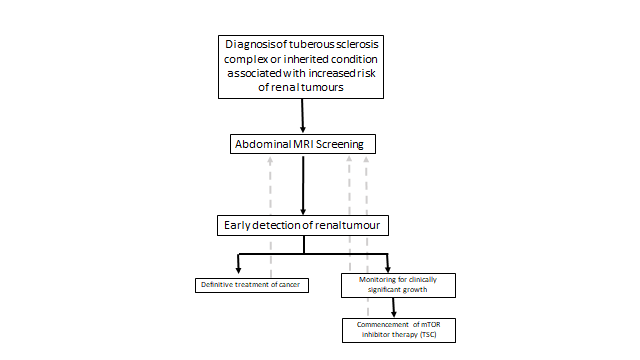 Diagnosis of tuberous sclerosis
complex or inherited condition
associated with increased risk
of renal tumours
Abdominal MRI Screening
Early detection of renal tumour
Definitive treatment of cancer
Monitoring for clinically
significant growth
Commencement of mTOR
inhibitor therapy (TSC)